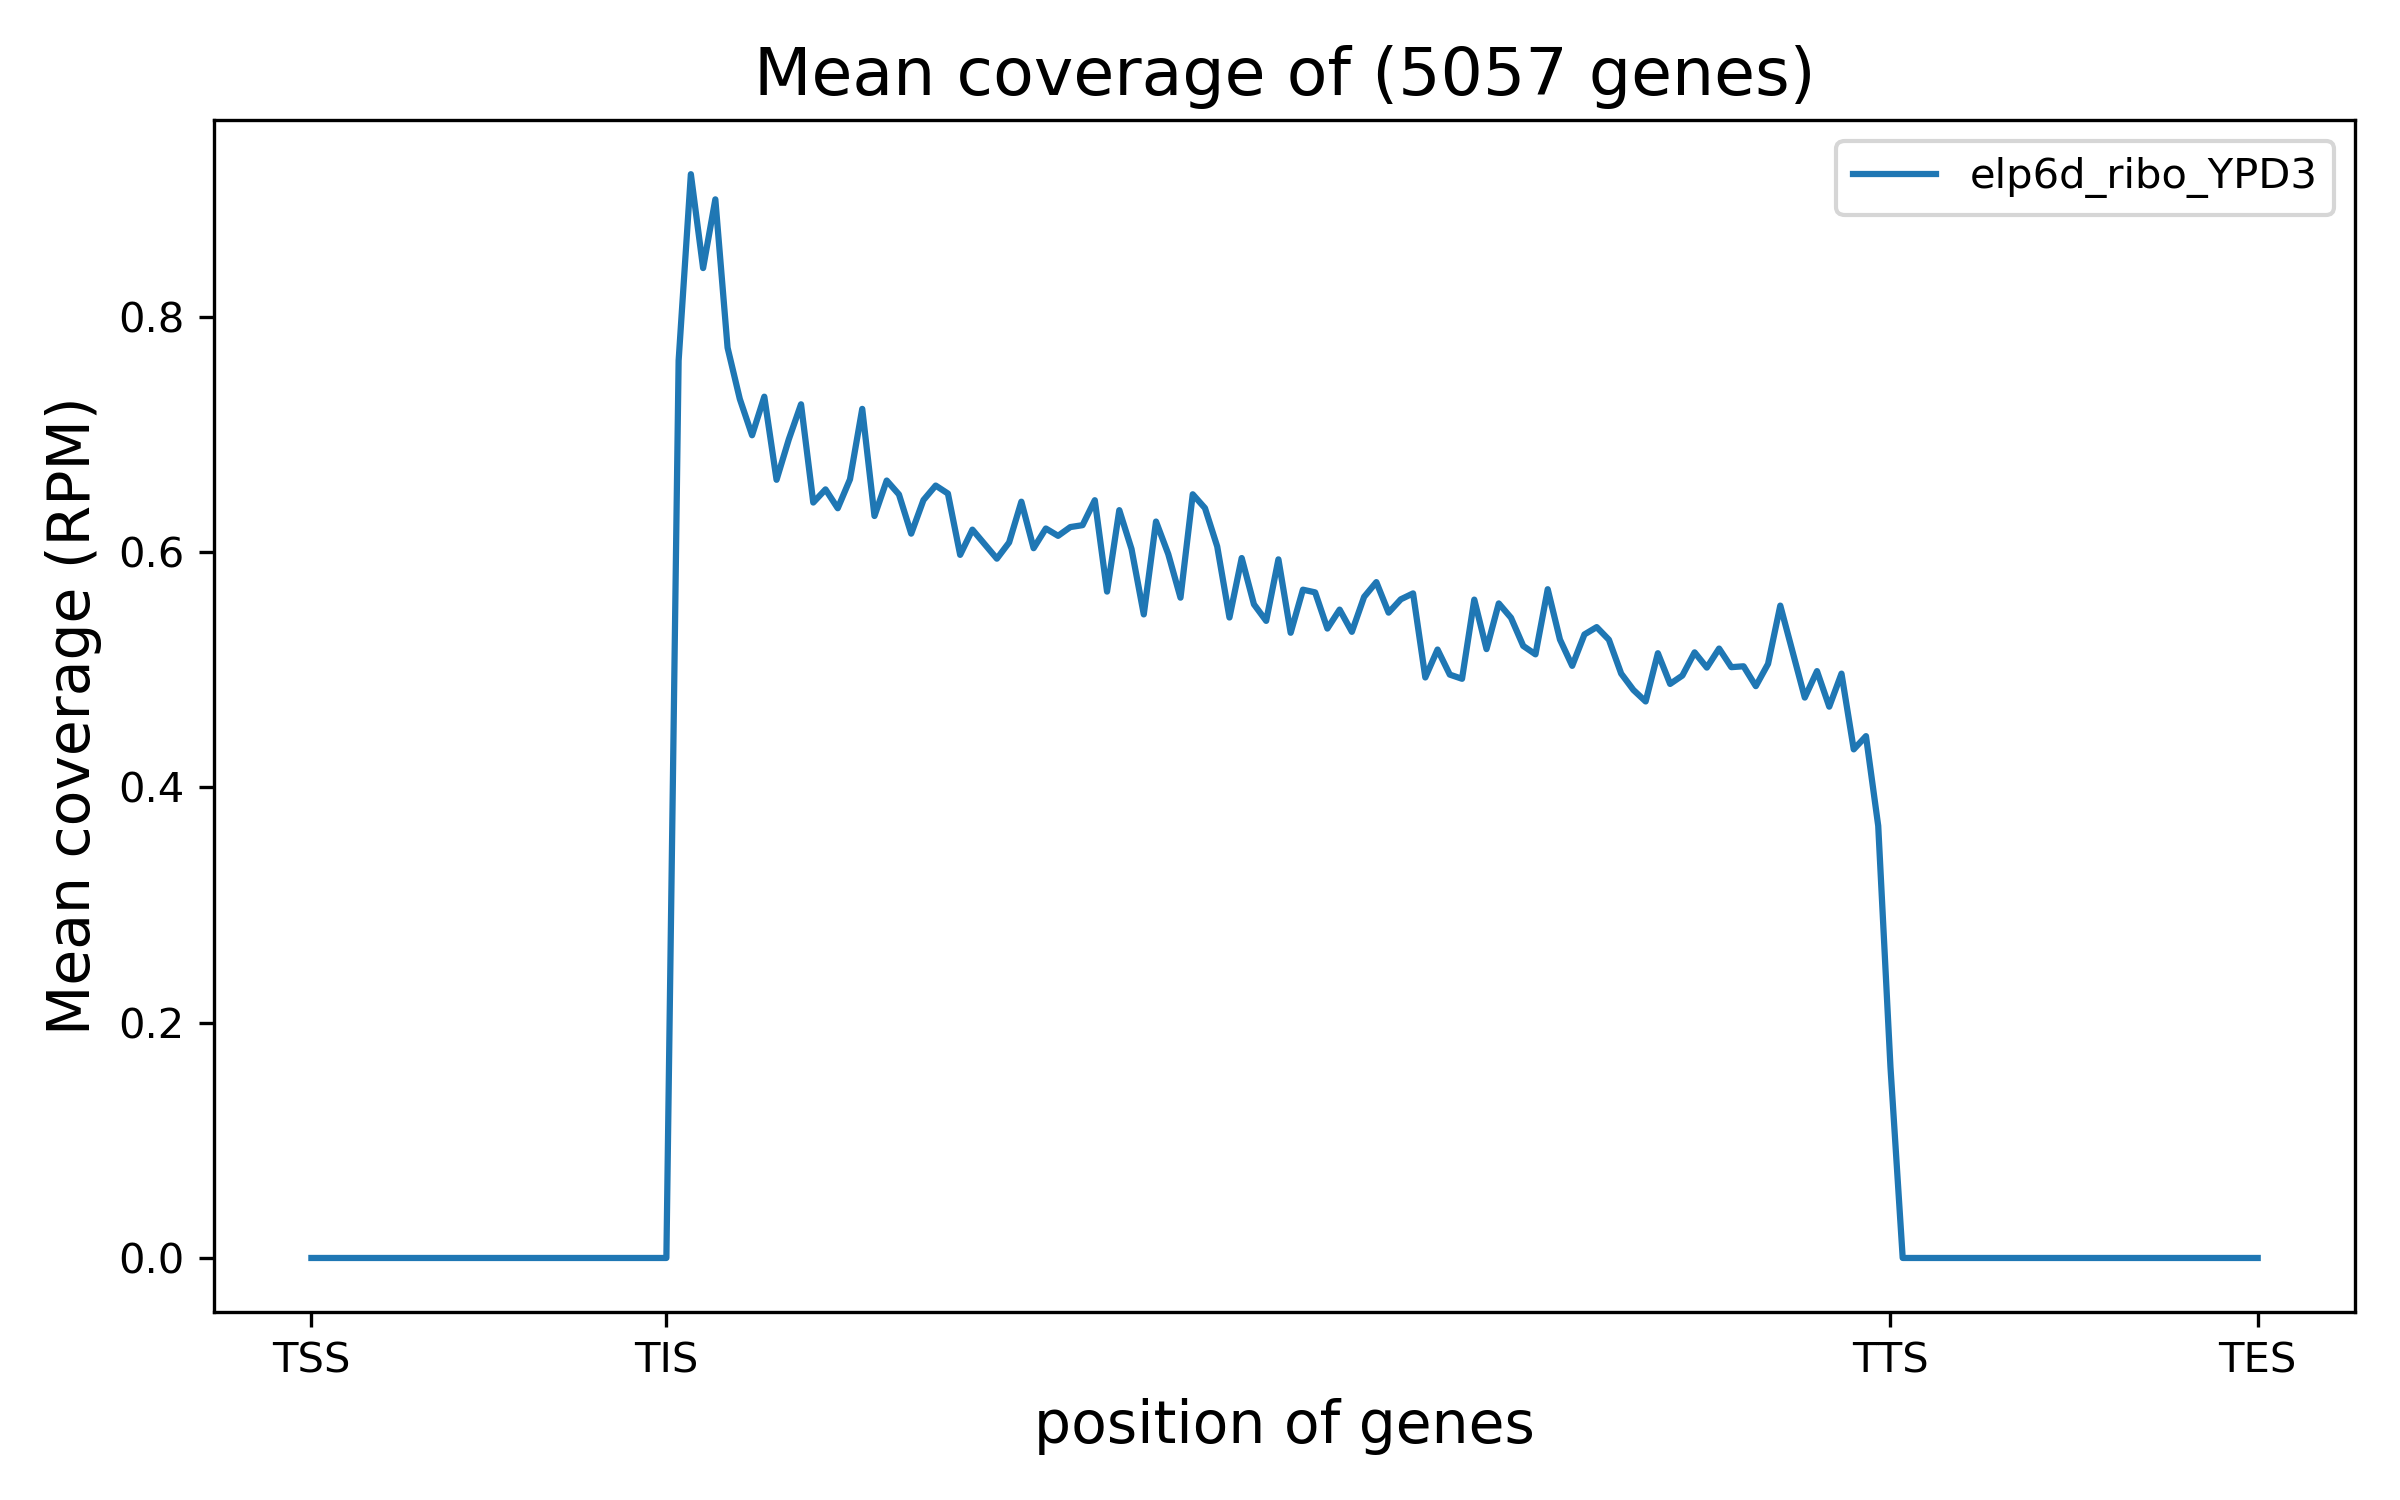 Mean coverage of (5057 genes)
elp6d_ribo_YPD3
Mean coverage (RPM)
0.8
0.6
0.4
0.2
0.0
TSS TIS TTS TES
position of genes